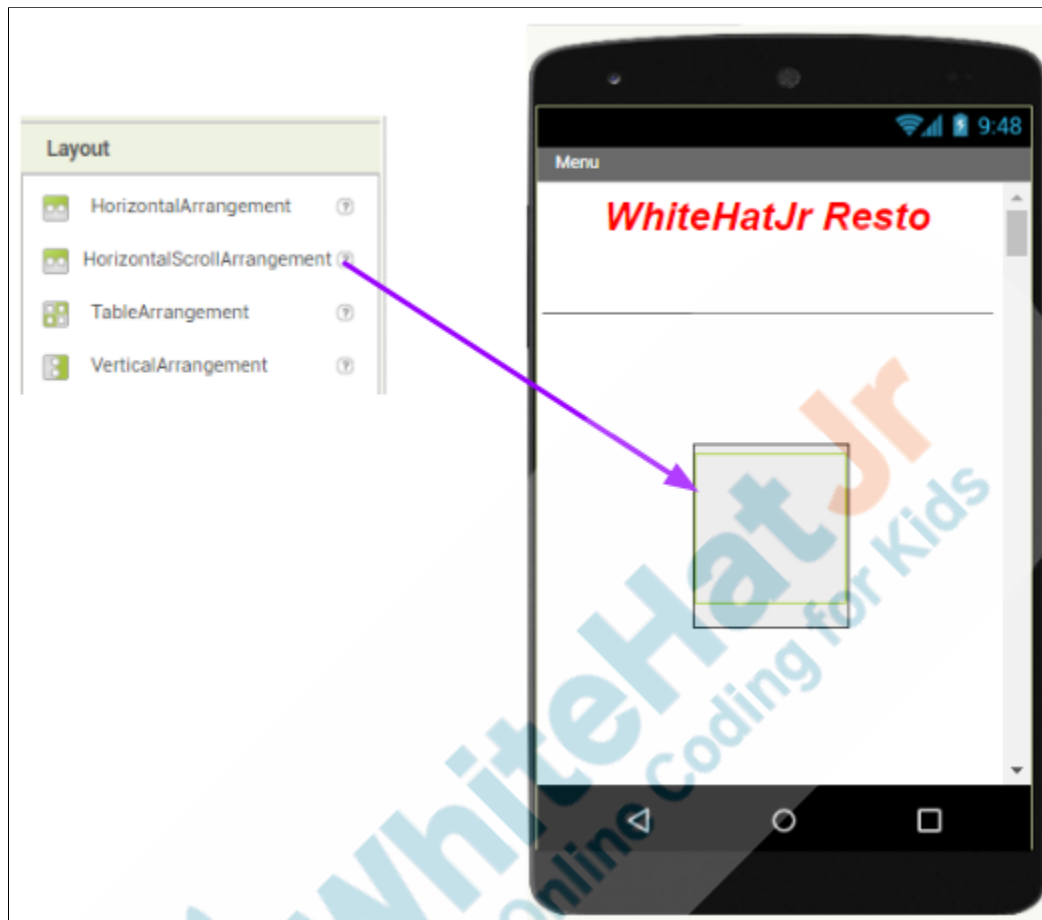 Layout
HorizontalArrangement
HorizontalScrollArrangement
TableArrangement
VerticalArrangement
9:48
Menu
WhiteHatJr Resto
WhiteHat Jr
online Coding for Kids